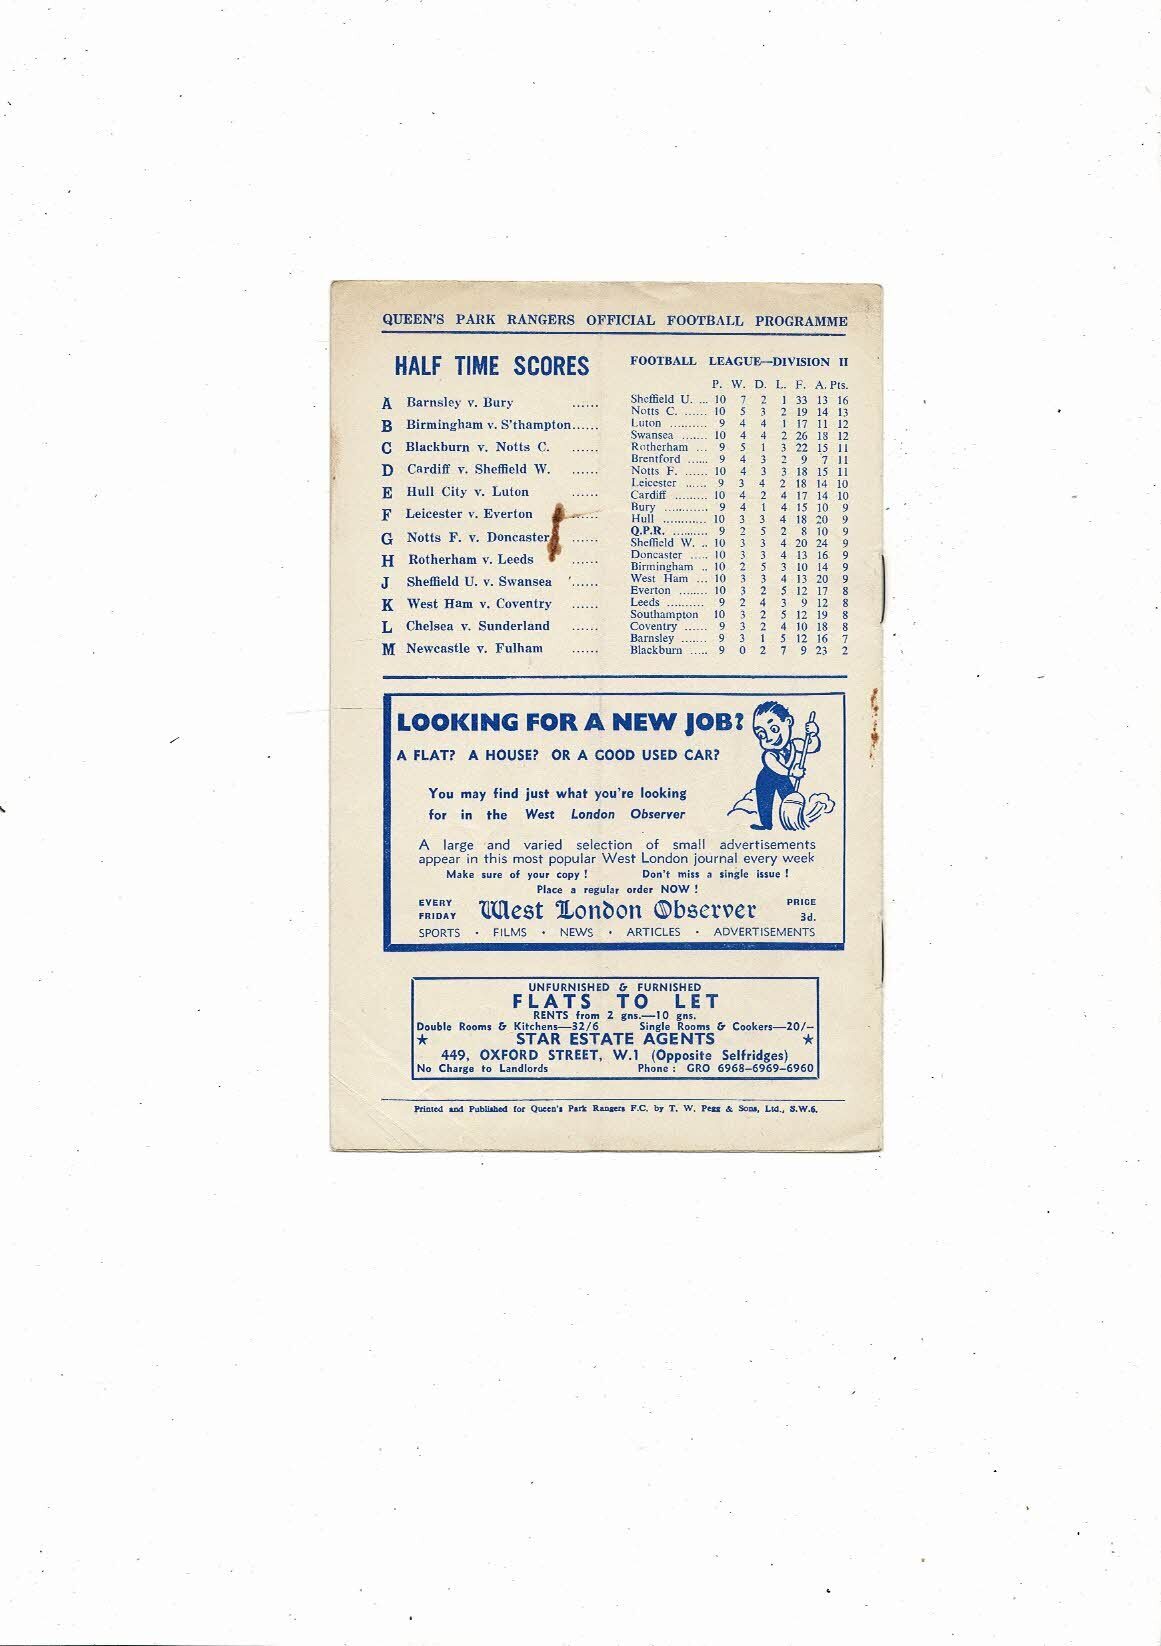 QUEEN'S PARK RANGERS OFFICIAL FOOTBALL PROGRAMME
HALF TIME SCORES
A Barnsley v. Bury ......
B Birmingham v. S'thampton......
C Blackburn v. Notts C. ......
D Cardiff v. Sheffield W. ......
E Hull City v. Luton ......
F Leicester v. Everton ......
G Notts F. v. Doncaster ......
H Rotherham v. Leeds ......
J Sheffield U. v. Swansea ......
K West Ham v. Coventry ......
L Chelsea v. Sunderland ......
M Newcastle v. Fulham ......
FOOTBALL LEAGUE—DIVISION II
P. W. D. L. F. A. Pts.
Sheffield U. ... 10 7 2 1 33 13 16
Notts C. ...... 10 5 3 2 19 14 13
Luton .......... 9 4 4 1 17 11 12
Swansea ....... 10 4 4 2 26 18 12
Rotherham ... 9 5 1 3 22 15 11
Brentford ...... 9 4 3 2 9 7 11
Notts F. ...... 10 4 3 3 18 15 11
Leicester ...... 9 3 4 2 18 14 10
Cardiff ......... 10 4 2 4 17 14 10
Bury ............ 9 4 1 4 15 10 9
Hull ............ 10 3 3 4 18 20 9
Q.P.R. .......... 9 2 5 2 8 10 9
Sheffield W. .. 10 3 3 4 20 24 9
Doncaster ..... 10 3 3 4 13 16 9
Birmingham .. 10 2 5 3 10 14 9
West Ham ... 10 3 3 4 13 20 9
Everton ........ 10 3 2 5 12 17 8
Leeds .......... 9 2 4 3 9 12 8
Southampton 10 3 2 5 12 19 8
Coventry ...... 9 3 2 4 10 18 8
Barnsley ....... 9 3 1 5 12 16 7
Blackburn ..... 9 0 2 7 9 23 2
LOOKING FOR A NEW JOB?
A FLAT? A HOUSE? OR A GOOD USED CAR?
You may find just what you're looking
for in the West London Observer
A large and varied selection of small advertisements
appear in this most popular West London journal every week
Make sure of your copy ! Don't miss a single issue !
Place a regular order NOW !
EVERY FRIDAY West London Observer PRICE 3d.
SPORTS · FILMS · NEWS · ARTICLES · ADVERTISEMENTS
UNFURNISHED & FURNISHED
FLATS TO LET
RENTS from 2 gns.—10 gns.
Double Rooms & Kitchens—32/6 Single Rooms & Cookers—20/-
★ STAR ESTATE AGENTS ★
449, OXFORD STREET, W.1 (Opposite Selfridges)
No Charge to Landlords Phone : GRO 6968-6969-6960
Printed and Published for Queen's Park Rangers F.C. by T. W. Pegg & Sons, Ltd., S.W.6.